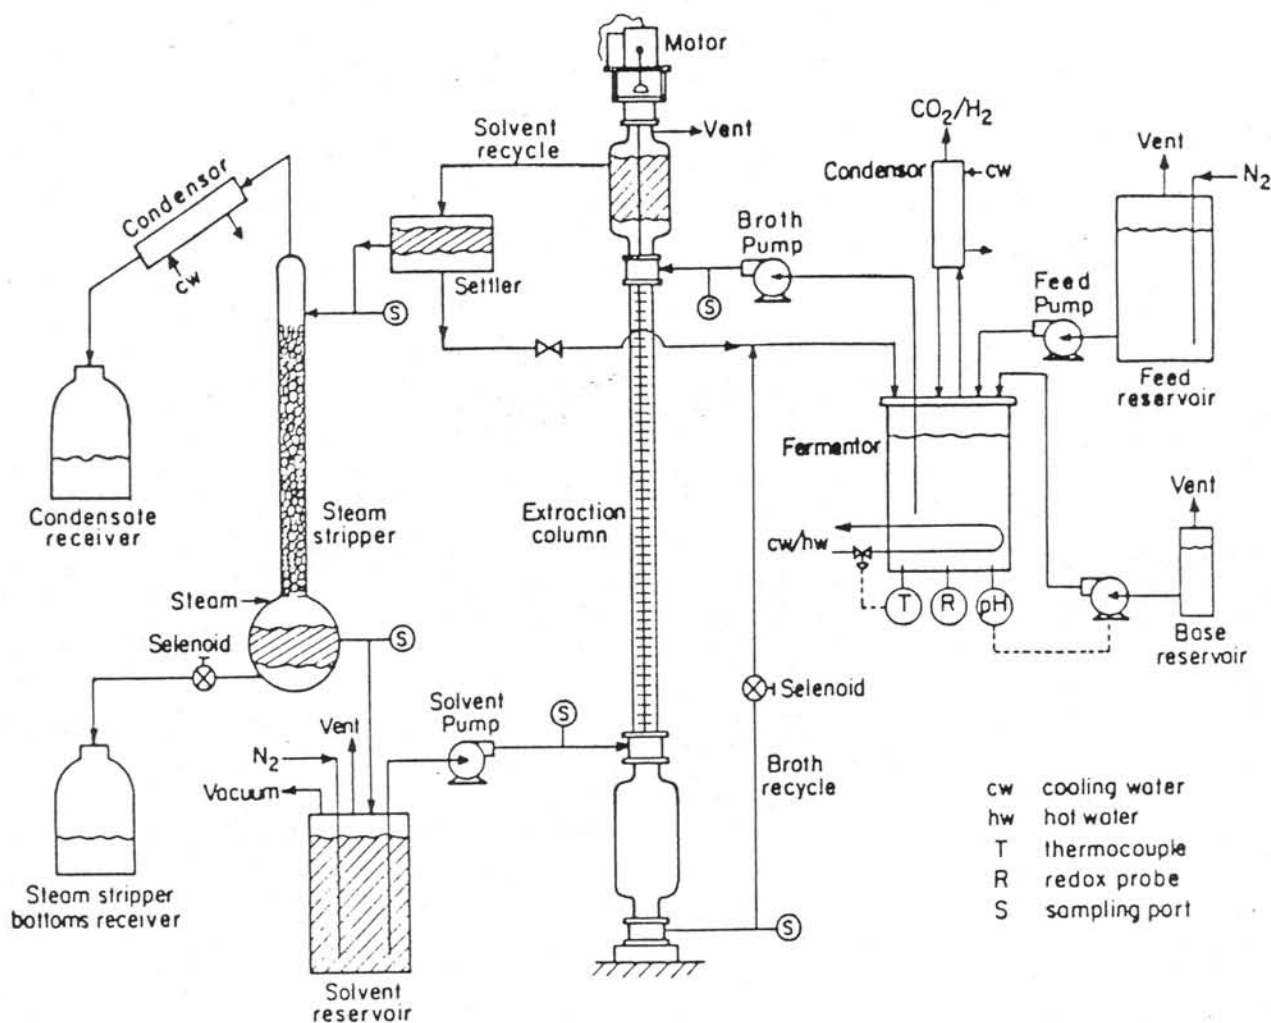 Motor
Vent
Solvent
recycle
CO2/H2
Vent
N2
Condensor
cw
Condensor
cw
Broth
Pump
S
Settler
S
Feed
Pump
Feed
reservoir
Fermentor
Vent
Condensate
receiver
Steam
stripper
Extraction
column
cw/hw
T
R
pH
Base
reservoir
Steam
S
Selenoid
Selenoid
Solvent
Pump
S
Vent
N2
Vacuum
Broth
recycle
S
Steam stripper
bottoms receiver
Solvent
reservoir
cw cooling water
hw hot water
T thermocouple
R redox probe
S sampling port